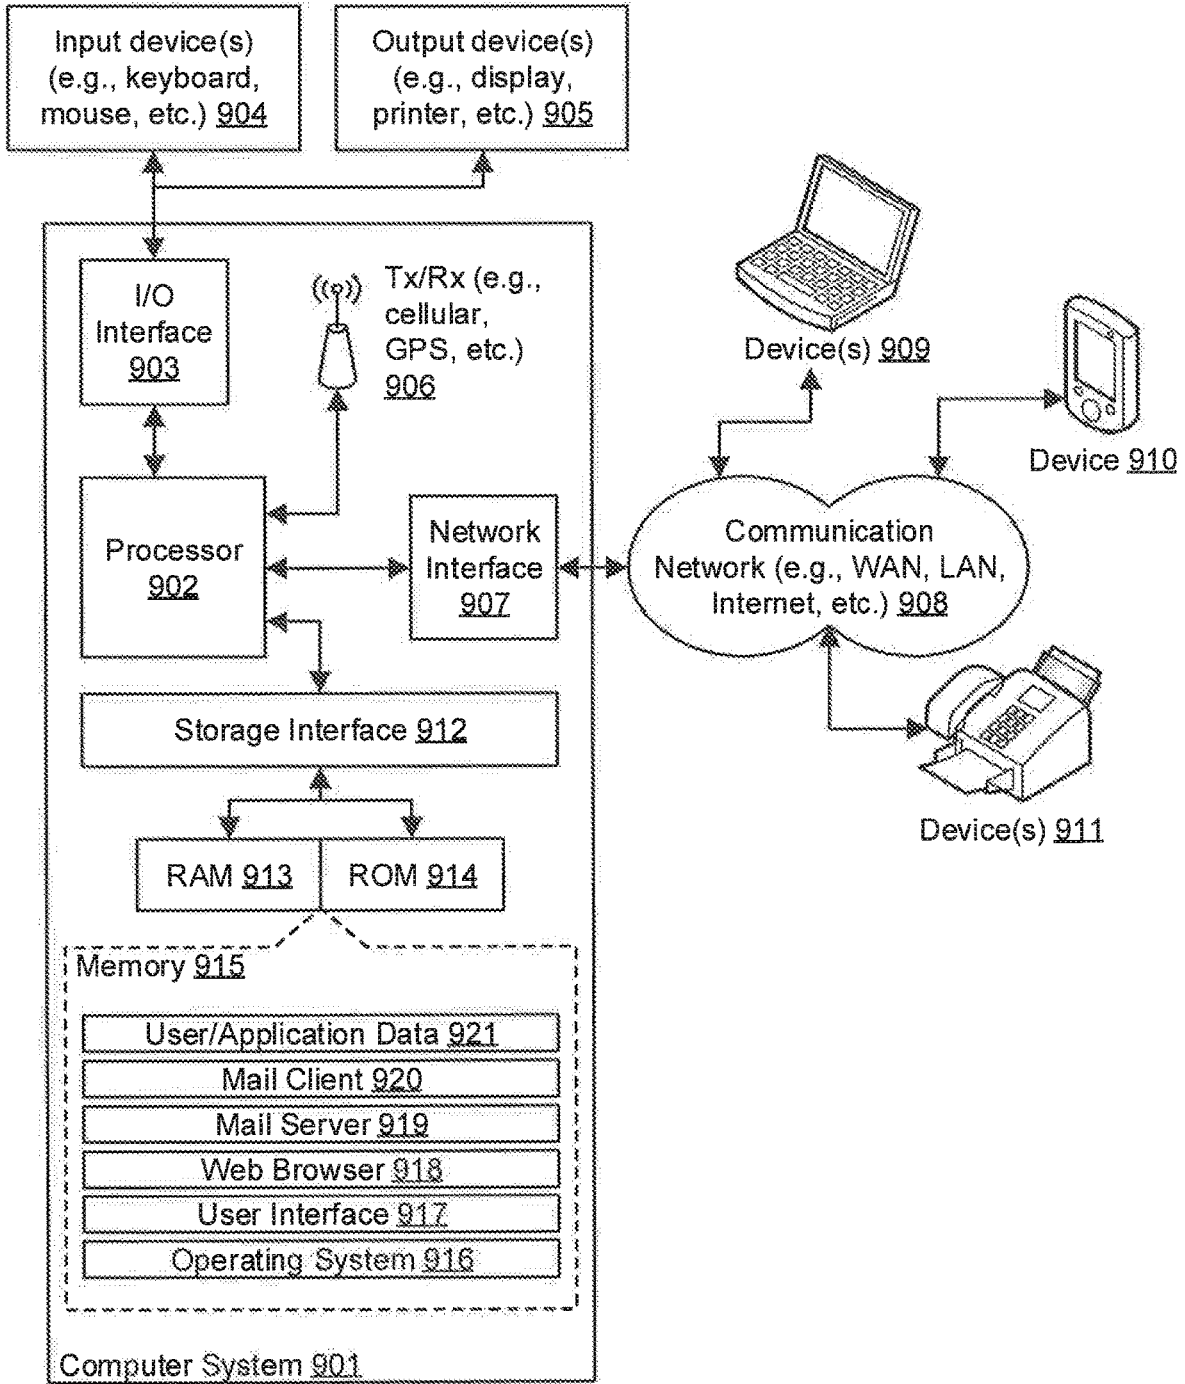 Input device(s)
(e.g., keyboard,
mouse, etc.) 904
Output device(s)
(e.g., display,
printer, etc.) 905
I/O
Interface
903
Tx/Rx (e.g.,
cellular,
GPS, etc.)
906
Device(s) 909
Device 910
Processor
902
Network
Interface
907
Communication
Network (e.g., WAN, LAN,
Internet, etc.) 908
Storage Interface 912
Device(s) 911
RAM 913
ROM 914
Memory 915
User/Application Data 921
Mail Client 920
Mail Server 919
Web Browser 918
User Interface 917
Operating System 916
Computer System 901